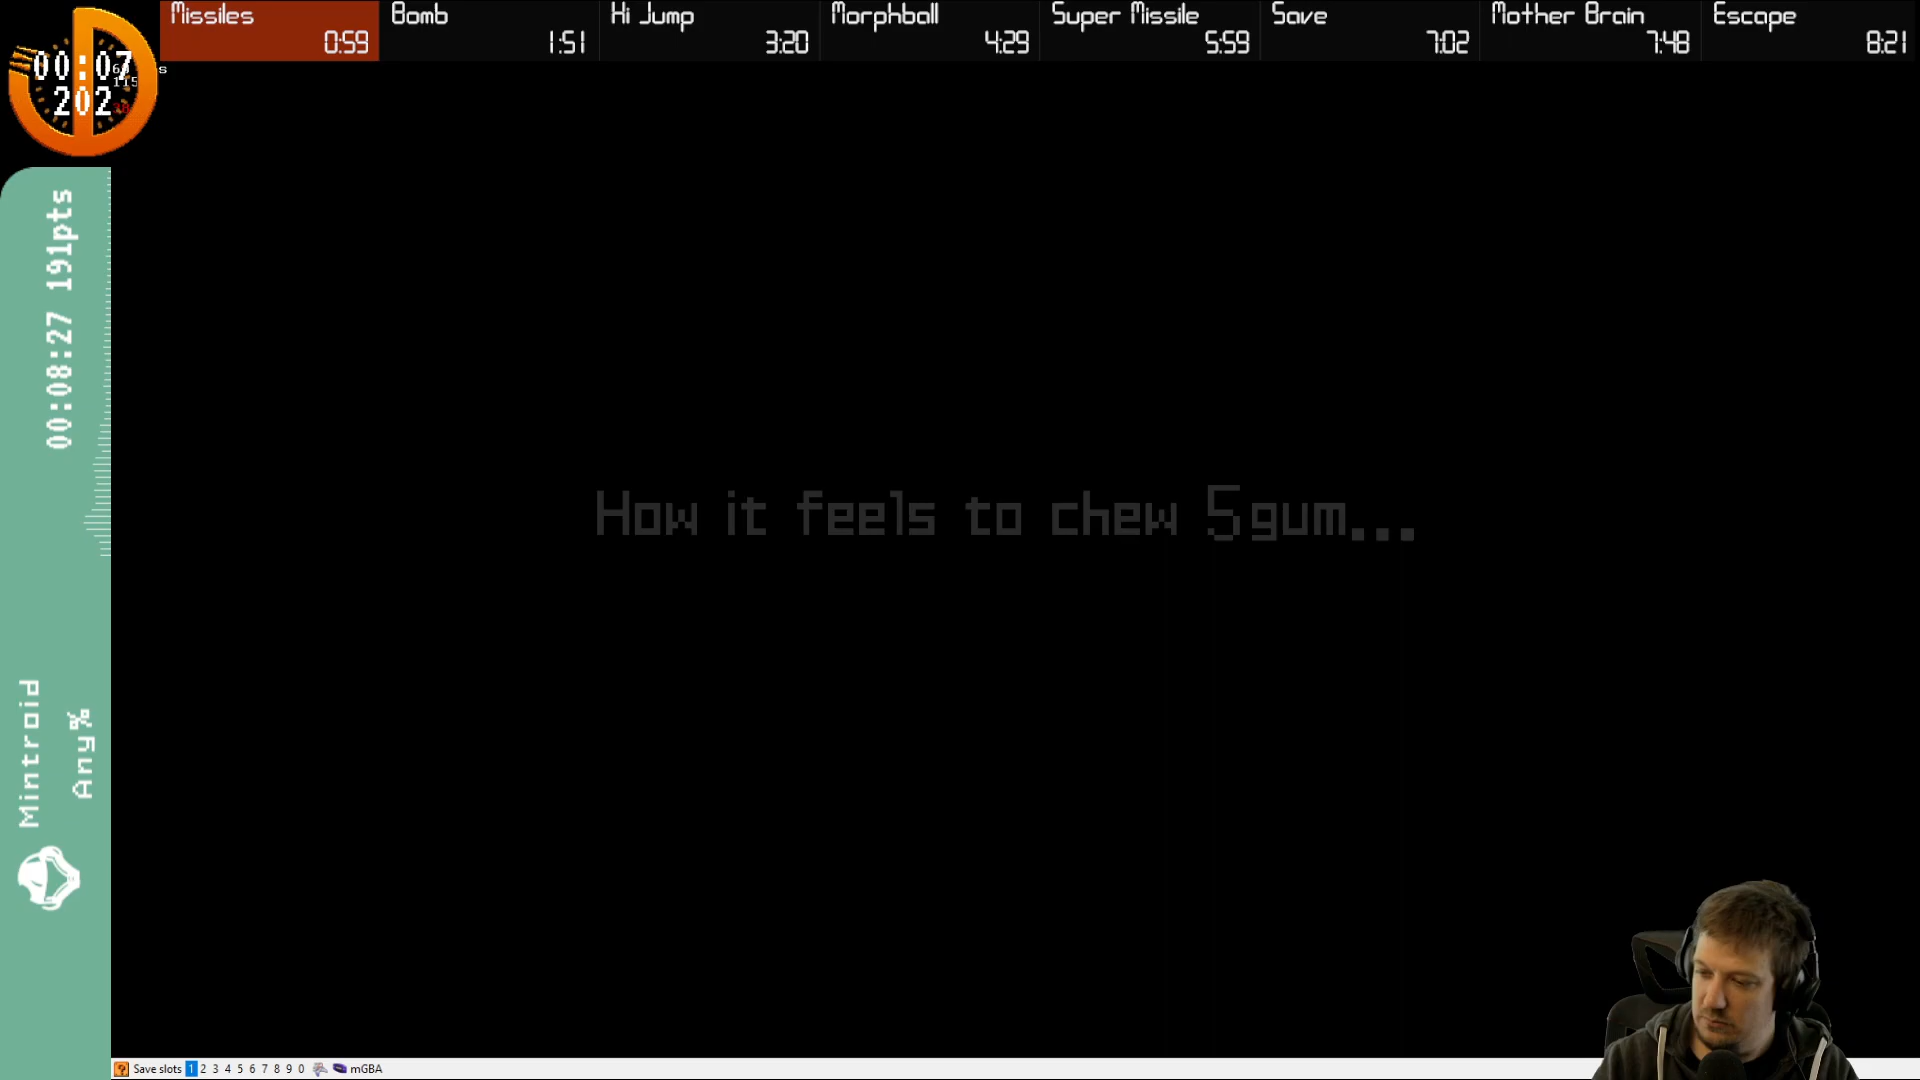 Missiles
0:59
Bomb
1:51
Hi Jump
3:20
Morphball
4:29
Super Missile
5:59
Save
7:02
Mother Brain
7:48
Escape
8:21
00:07
202
00:08:27 191pts
How it feels to chew 5gum...
Mintroid
Any%
Save slots 1 2 3 4 5 6 7 8 9 0 mGBA